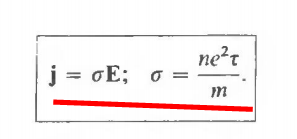 j = σE;   σ = ne²τ/m.